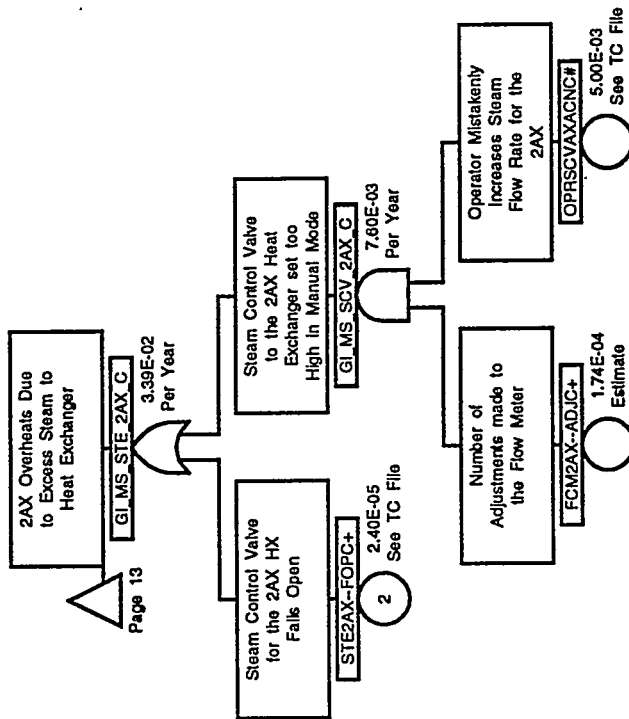 2AX Overheats Due
to Excess Steam to
Heat Exchanger
GI_MS_STE_2AX_C
3.39E-02
Per Year
Page 13
Steam Control Valve
for the 2AX HX
Fails Open
STE2AX--FOPC+
2
2.40E-05
See TC File
Steam Control Valve
to the 2AX Heat
Exchanger set too
High in Manual Mode
GI_MS_SCV_2AX_C
7.60E-03
Per Year
Number of
Adjustments made to
the Flow Meter
FCM2AX--ADJC+
1.74E-04
Estimate
Operator Mistakenly
Increases Steam
Flow Rate for the
2AX
OPRSCVAXACNC#
5.00E-03
See TC File